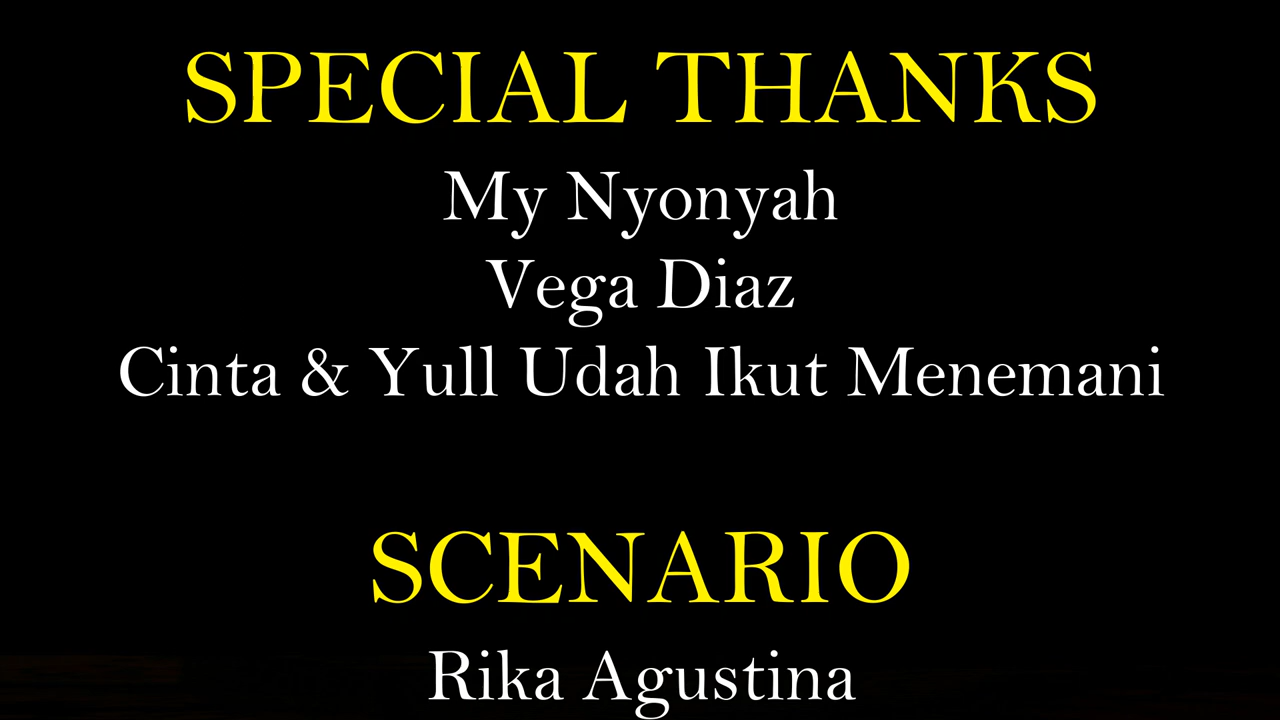 SPECIAL THANKS
My Nyonyah
Vega Diaz
Cinta & Yull Udah Ikut Menemani
SCENARIO
Rika Agustina